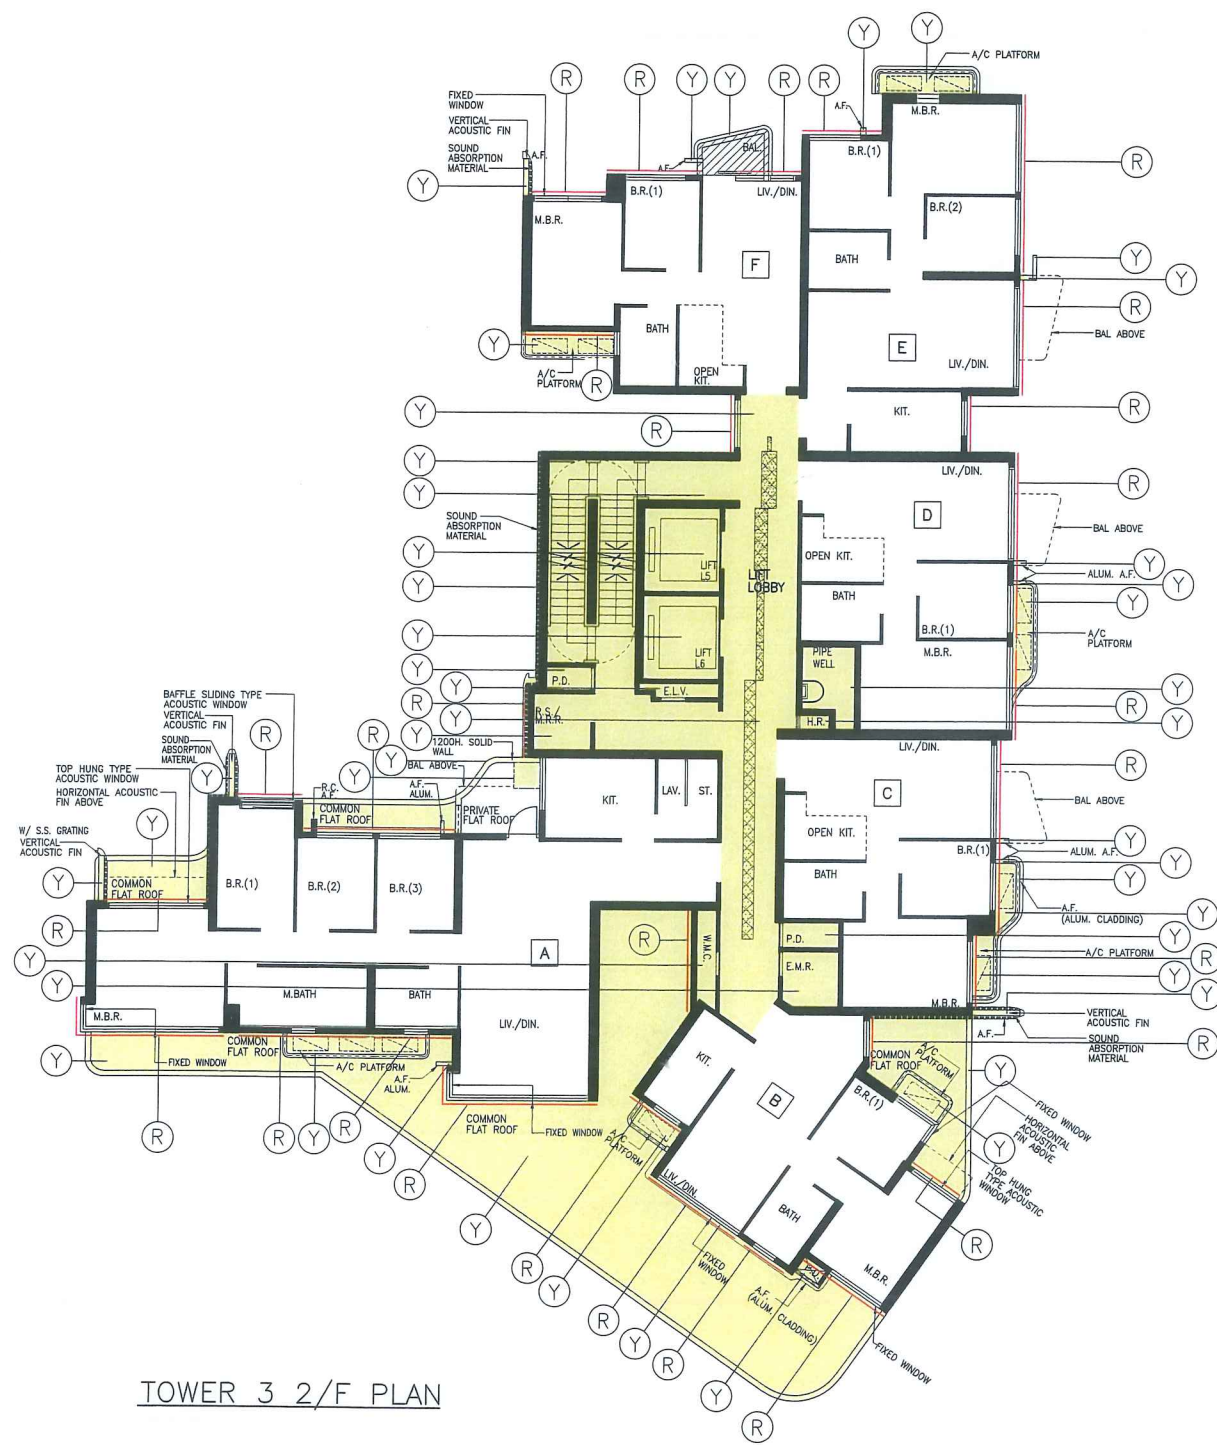 Y
Y
A/C PLATFORM
R
R
Y
Y
R
R
FIXED
WINDOW
VERTICAL
ACOUSTIC FIN
SOUND
ABSORPTION
MATERIAL
A.F.
A.F.
A.F.
BAL.
M.B.R.
B.R.(1)
R
Y
B.R.(1)
LIV./DIN.
M.B.R.
B.R.(2)
F
BATH
Y
Y
R
BAL ABOVE
E
BATH
LIV./DIN.
Y
A/C
PLATFORM
R
OPEN
KIT.
Y
R
KIT.
R
Y
Y
LIV./DIN.
R
SOUND
ABSORPTION
MATERIAL
D
BAL ABOVE
Y
OPEN KIT.
LIFT
L5
LIFT
LOBBY
Y
ALUM. A.F.
Y
Y
BATH
Y
B.R.(1)
Y
LIFT
L6
PIPE
WELL
M.B.R.
A/C
PLATFORM
Y
P.D.
Y
E.L.V.
Y
BAFFLE SLIDING TYPE
ACOUSTIC WINDOW
VERTICAL
ACOUSTIC FIN
SOUND
ABSORPTION
MATERIAL
R
Y
R.S./
M.R.R.
H.R.
R
R
R
Y
1200H. SOLID
WALL
Y
LIV./DIN.
TOP HUNG TYPE
ACOUSTIC WINDOW
HORIZONTAL ACOUSTIC
FIN ABOVE
Y
Y
Y
BAL ABOVE
R
R.C.
A.F.
A.F.
ALUM.
KIT.
LAV.
ST.
C
BAL ABOVE
COMMON
FLAT ROOF
PRIVATE
FLAT ROOF
Y
OPEN KIT.
W/ S.S. GRATING
VERTICAL
ACOUSTIC FIN
Y
B.R.(1)
ALUM. A.F.
Y
BATH
Y
Y
COMMON
FLAT ROOF
B.R.(1)
B.R.(2)
B.R.(3)
A.F.
(ALUM. CLADDING)
Y
R
R
W.M.C.
P.D.
Y
Y
A
A/C PLATFORM
R
Y
M.BATH
BATH
E.M.R.
Y
Y
M.B.R.
LIV./DIN.
M.B.R.
VERTICAL
ACOUSTIC FIN
A.F.
SOUND
ABSORPTION
MATERIAL
R
Y
FIXED WINDOW
COMMON
FLAT ROOF
A/C PLATFORM
A.F.
ALUM.
KIT.
COMMON
FLAT ROOF
A/C
PLATFORM
Y
B
B.R.(1)
FIXED WINDOW
HORIZONTAL
ACOUSTIC
FIN ABOVE
COMMON
FLAT ROOF
FIXED WINDOW
A/C
PLATFORM
R
R
Y
R
Y
R
Y
TOP HUNG
TYPE ACOUSTIC
WINDOW
LIV./DIN.
BATH
Y
R
FIXED
WINDOW
R
Y
P.D.
M.B.R.
A.F.
(ALUM. CLADDING)
R
Y
R
FIXED WINDOW
Y
R
TOWER 3 2/F PLAN